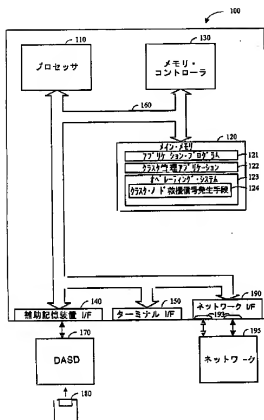 100
110
130
プロセッサ
メモリ・
コントローラ
160
120
メイン・メモリ
アプリケーション・プログラム
121
クラスタ管理アプリケーション
122
オペレーティング・システム
123
クラスタ・ノード救援信号発生手段
124
140
150
190
補助記憶装置 I/F
ターミナル I/F
ネットワーク I/F
193
170
195
DASD
ネットワーク
180